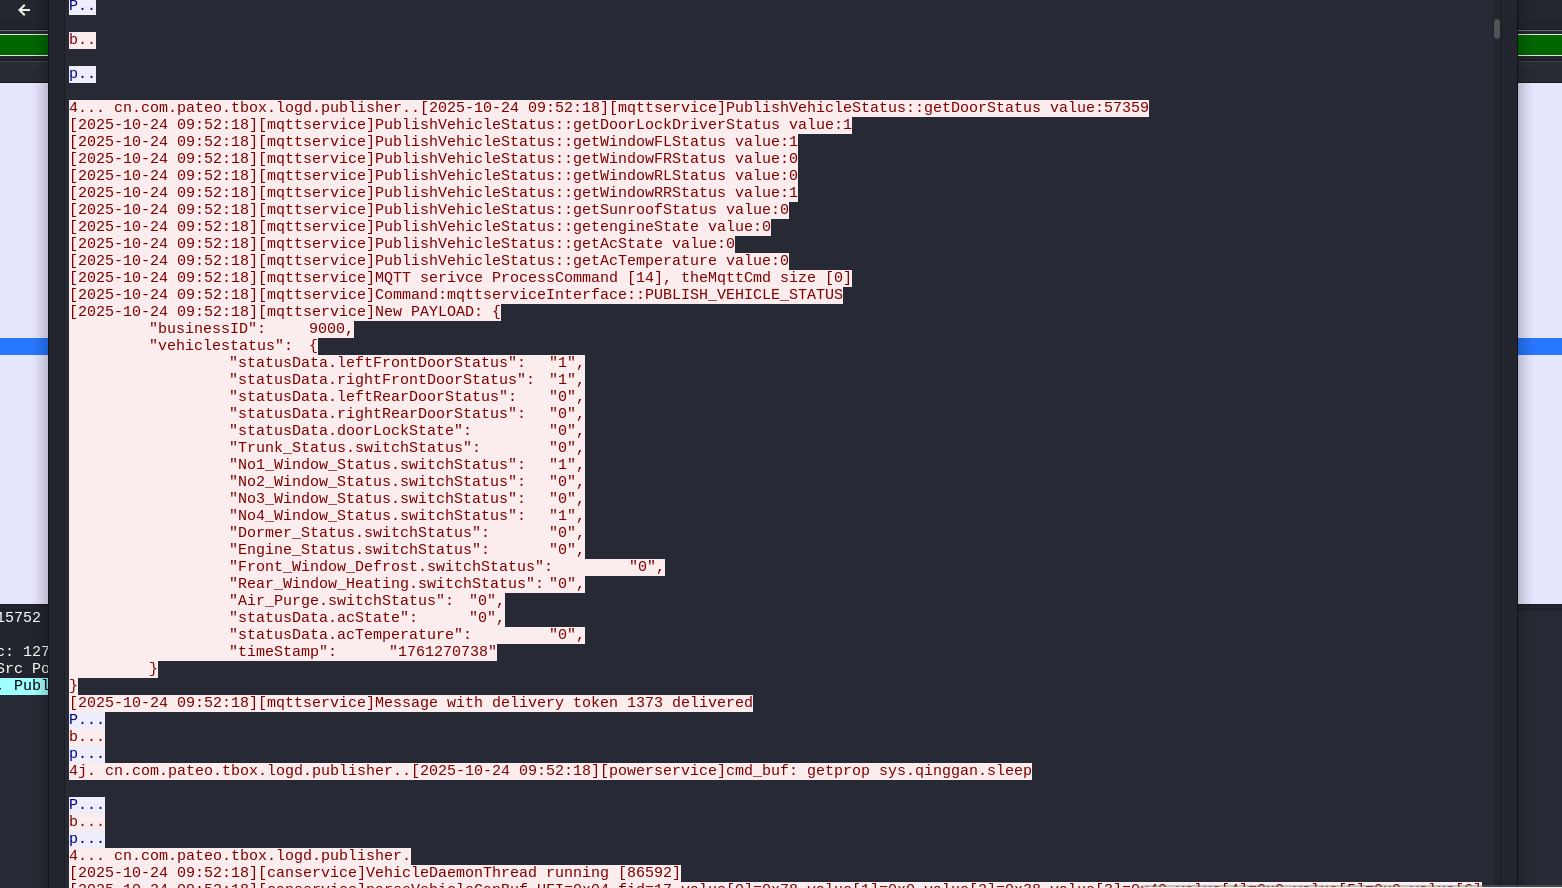 P..
b..
p..
4... cn.com.pateo.tbox.logd.publisher..[2025-10-24 09:52:18][mqttservice]PublishVehicleStatus::getDoorStatus value:57359
[2025-10-24 09:52:18][mqttservice]PublishVehicleStatus::getDoorLockDriverStatus value:1
[2025-10-24 09:52:18][mqttservice]PublishVehicleStatus::getWindowFLStatus value:1
[2025-10-24 09:52:18][mqttservice]PublishVehicleStatus::getWindowFRStatus value:0
[2025-10-24 09:52:18][mqttservice]PublishVehicleStatus::getWindowRLStatus value:0
[2025-10-24 09:52:18][mqttservice]PublishVehicleStatus::getWindowRRStatus value:1
[2025-10-24 09:52:18][mqttservice]PublishVehicleStatus::getSunroofStatus value:0
[2025-10-24 09:52:18][mqttservice]PublishVehicleStatus::getengineState value:0
[2025-10-24 09:52:18][mqttservice]PublishVehicleStatus::getAcState value:0
[2025-10-24 09:52:18][mqttservice]PublishVehicleStatus::getAcTemperature value:0
[2025-10-24 09:52:18][mqttservice]MQTT serivce ProcessCommand [14], theMqttCmd size [0]
[2025-10-24 09:52:18][mqttservice]Command:mqttserviceInterface::PUBLISH_VEHICLE_STATUS
[2025-10-24 09:52:18][mqttservice]New PAYLOAD: {
"businessID": 9000,
"vehiclestatus": {
"statusData.leftFrontDoorStatus": "1",
"statusData.rightFrontDoorStatus": "1",
"statusData.leftRearDoorStatus": "0",
"statusData.rightRearDoorStatus": "0",
"statusData.doorLockState": "0",
"Trunk_Status.switchStatus": "0",
"No1_Window_Status.switchStatus": "1",
"No2_Window_Status.switchStatus": "0",
"No3_Window_Status.switchStatus": "0",
"No4_Window_Status.switchStatus": "1",
"Dormer_Status.switchStatus": "0",
"Engine_Status.switchStatus": "0",
"Front_Window_Defrost.switchStatus": "0",
"Rear_Window_Heating.switchStatus": "0",
"Air_Purge.switchStatus": "0",
"statusData.acState": "0",
"statusData.acTemperature": "0",
"timeStamp": "1761270738"
}
}
[2025-10-24 09:52:18][mqttservice]Message with delivery token 1373 delivered
P...
b...
p...
4j. cn.com.pateo.tbox.logd.publisher..[2025-10-24 09:52:18][powerservice]cmd_buf: getprop sys.qinggan.sleep
P...
b...
p...
4... cn.com.pateo.tbox.logd.publisher.
[2025-10-24 09:52:18][canservice]VehicleDaemonThread running [86592]
15752
c: 127
Src Po
. Publ